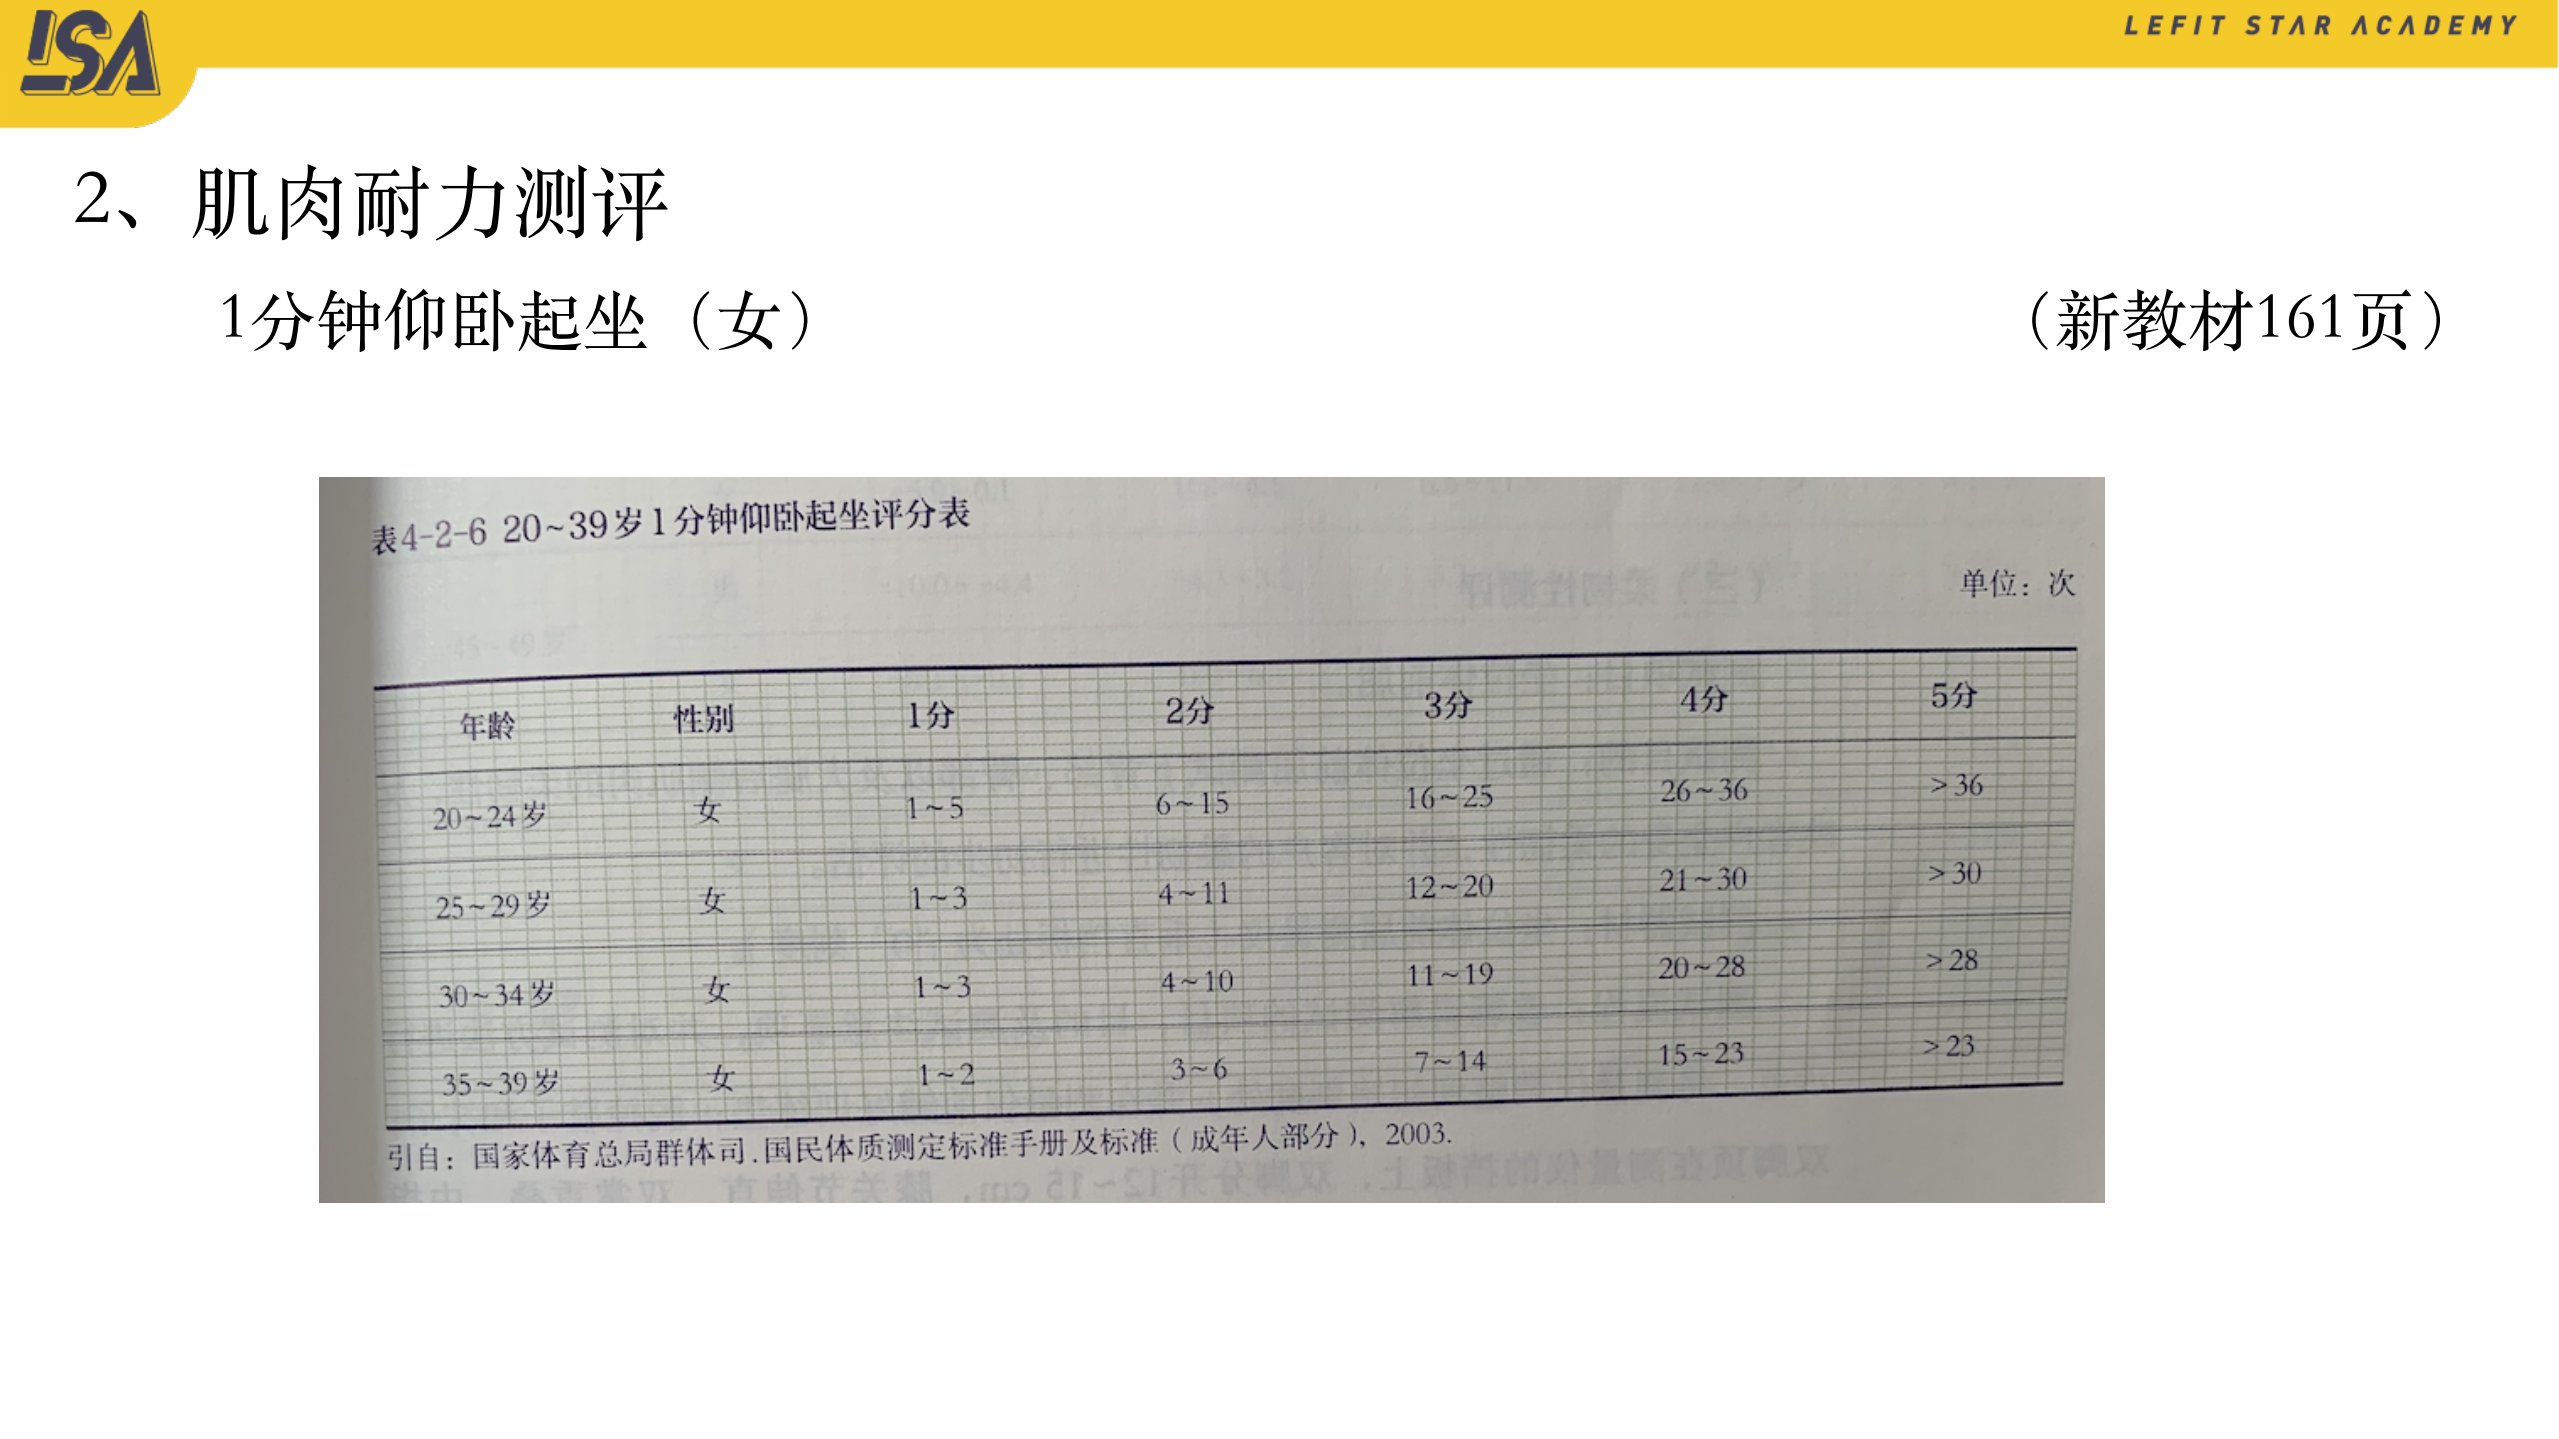 LSA
LEFIT STAR ACADEMY
2、肌肉耐力测评
1分钟仰卧起坐（女）
（新教材161页）
表4-2-6 20~39岁1分钟仰卧起坐评分表
单位：次
年龄 性别 1分 2分 3分 4分 5分
20~24岁 女 1~5 6~15 16~25 26~36 >36
25~29岁 女 1~3 4~11 12~20 21~30 >30
30~34岁 女 1~3 4~10 11~19 20~28 >28
35~39岁 女 1~2 3~6 7~14 15~23 >23
引自：国家体育总局群体司.国民体质测定标准手册及标准（成年人部分），2003.